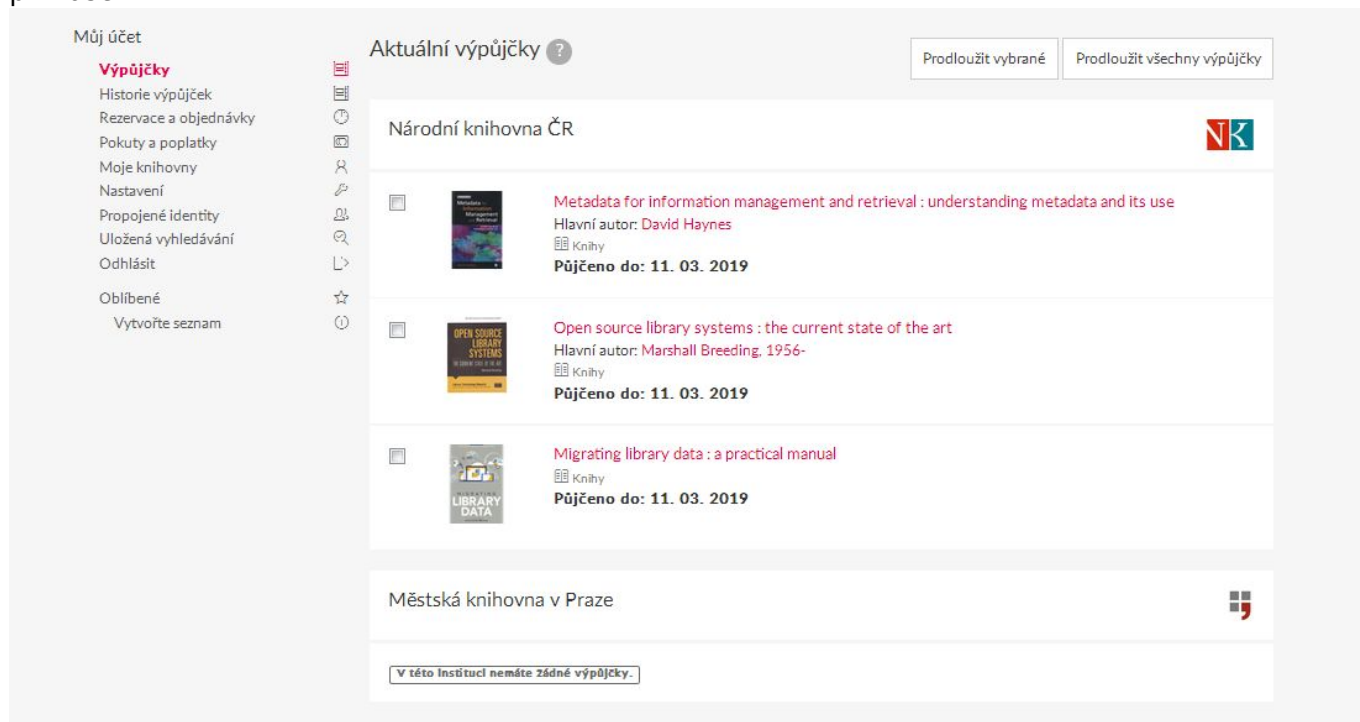 Můj účet
Výpůjčky
Historie výpůjček
Rezervace a objednávky
Pokuty a poplatky
Moje knihovny
Nastavení
Propojené identity
Uložená vyhledávání
Odhlásit
Oblíbené
Vytvořte seznam
Aktuální výpůjčky ?
Prodloužit vybrané
Prodloužit všechny výpůjčky
Národní knihovna ČR
NK
Metadata for information management and retrieval : understanding metadata and its use
Hlavní autor: David Haynes
Knihy
Půjčeno do: 11. 03. 2019
OPEN SOURCE
LIBRARY
SYSTEMS
Open source library systems : the current state of the art
Hlavní autor: Marshall Breeding, 1956-
Knihy
Půjčeno do: 11. 03. 2019
MIGRATING
LIBRARY
DATA
Migrating library data : a practical manual
Knihy
Půjčeno do: 11. 03. 2019
Městská knihovna v Praze
V této instituci nemáte žádné výpůjčky.